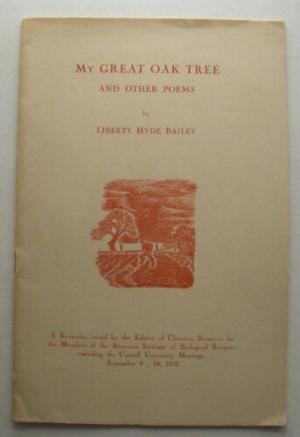 My Great Oak Tree
and other poems
by
Liberty Hyde Bailey
A Keepsake, issued by the Editors of Chronica Botanica, for
the Members of the American Institute of Biological Sciences
attending the Cornell University Meetings,
September 8 – 10, 1952